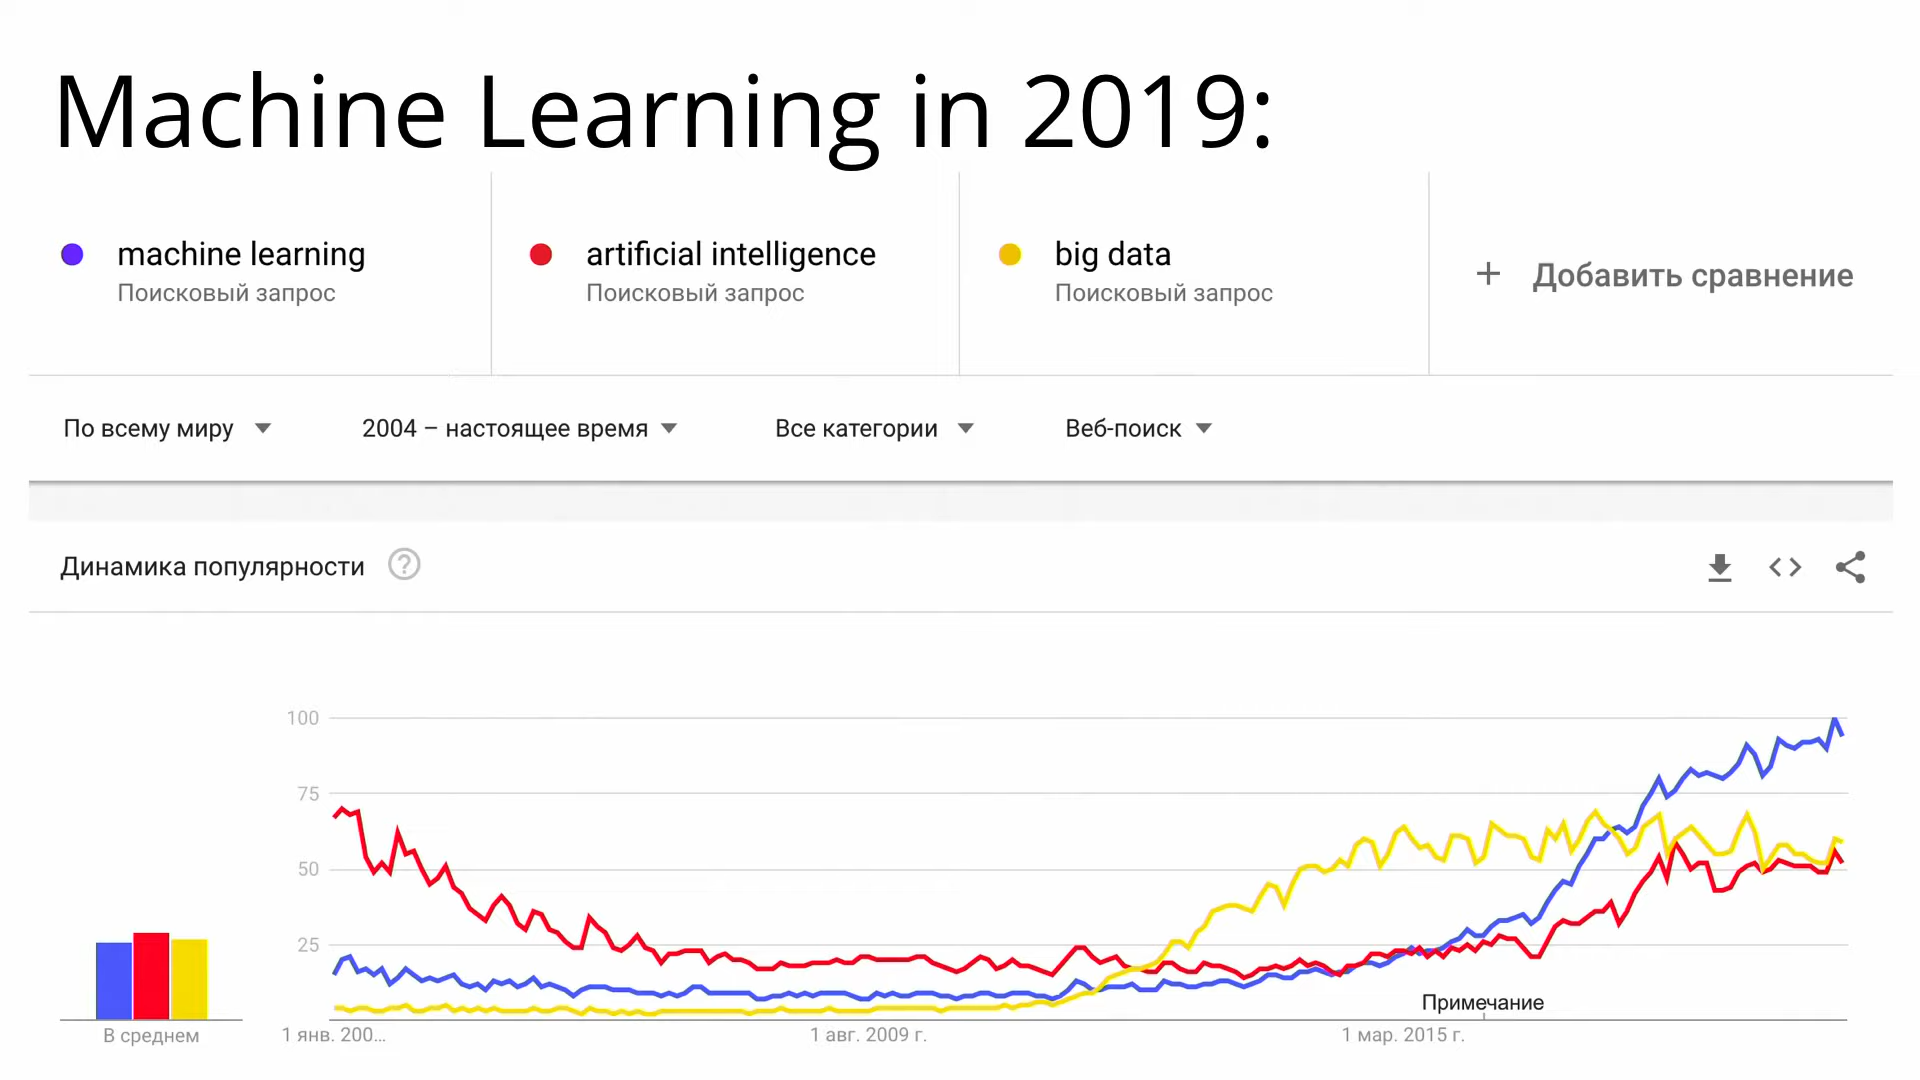 Machine Learning in 2019:
machine learning
Поисковый запрос
artificial intelligence
Поисковый запрос
big data
Поисковый запрос
+ Добавить сравнение
По всему миру
2004 – настоящее время
Все категории
Веб-поиск
Динамика популярности ?
100
75
50
25
Примечание
В среднем
1 янв. 200...
1 авг. 2009 г.
1 мар. 2015 г.